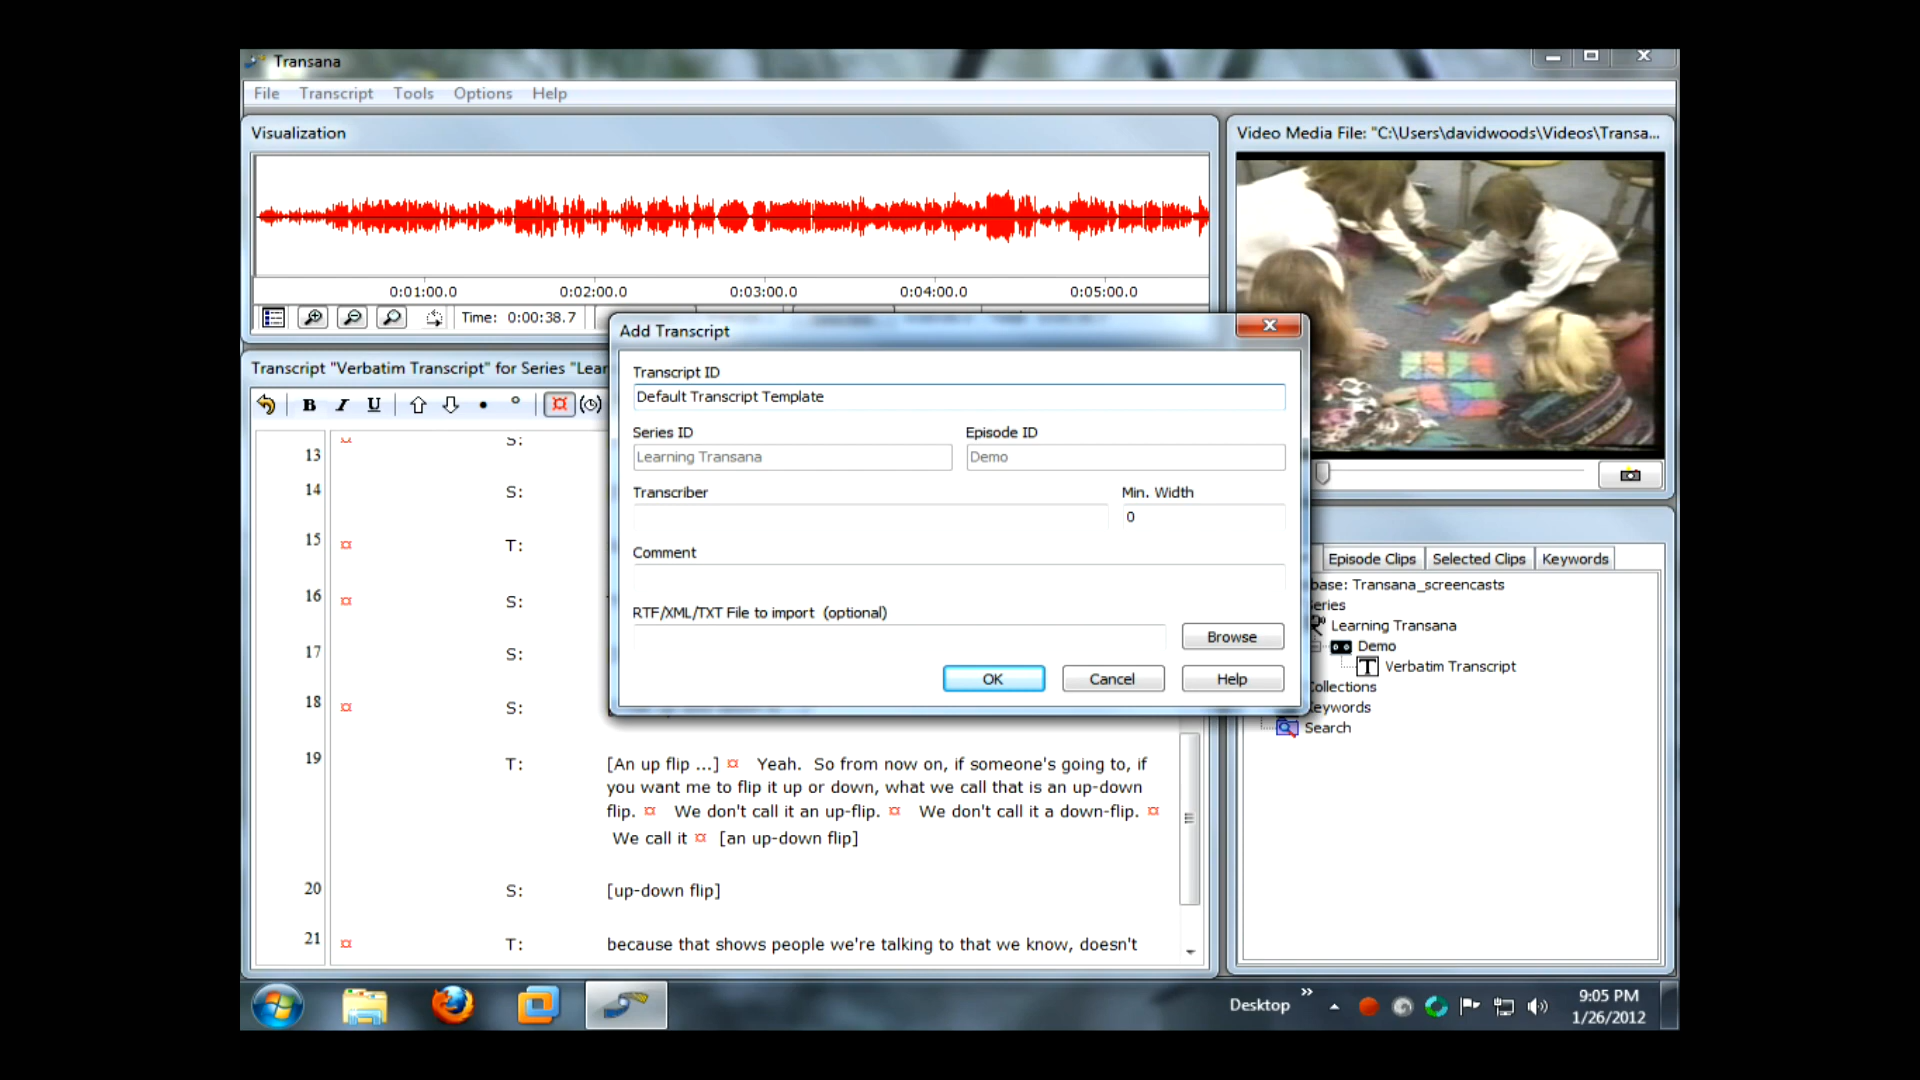 Transana
File Transcript Tools Options Help
Visualization
0:01:00.0 0:02:00.0 0:03:00.0 0:04:00.0 0:05:00.0
Time: 0:00:38.7
Video Media File: "C:\Users\davidwoods\Videos\Transa...
Transcript "Verbatim Transcript" for Series "Lear
B I U
13 S:
14 S:
15 T:
16 S:
17 S:
18 S:
19 T: [An up flip ...] ¤ Yeah. So from now on, if someone's going to, if
you want me to flip it up or down, what we call that is an up-down
flip. ¤ We don't call it an up-flip. ¤ We don't call it a down-flip. ¤
We call it ¤ [an up-down flip]
20 S: [up-down flip]
21 ¤ T: because that shows people we're talking to that we know, doesn't
Add Transcript
Transcript ID
Default Transcript Template
Series ID Episode ID
Learning Transana Demo
Transcriber Min. Width
0
Comment
RTF/XML/TXT File to import (optional)
Browse
OK Cancel Help
Episode Clips Selected Clips Keywords
base: Transana_screencasts
eries
Learning Transana
Demo
T Verbatim Transcript
ollections
eywords
Search
Desktop »
9:05 PM
1/26/2012